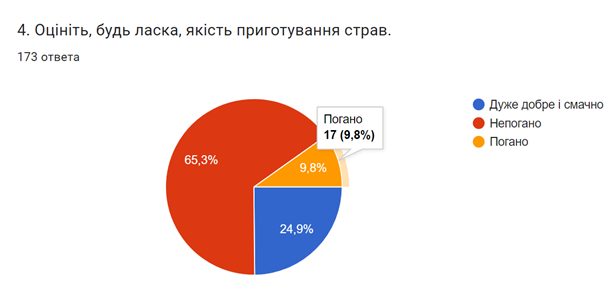 4. Оцініть, будь ласка, якість приготування страв.
173 ответа
Дуже добре і смачно
Непогано
Погано
Погано
17 (9,8%)
65,3%
9,8%
24,9%